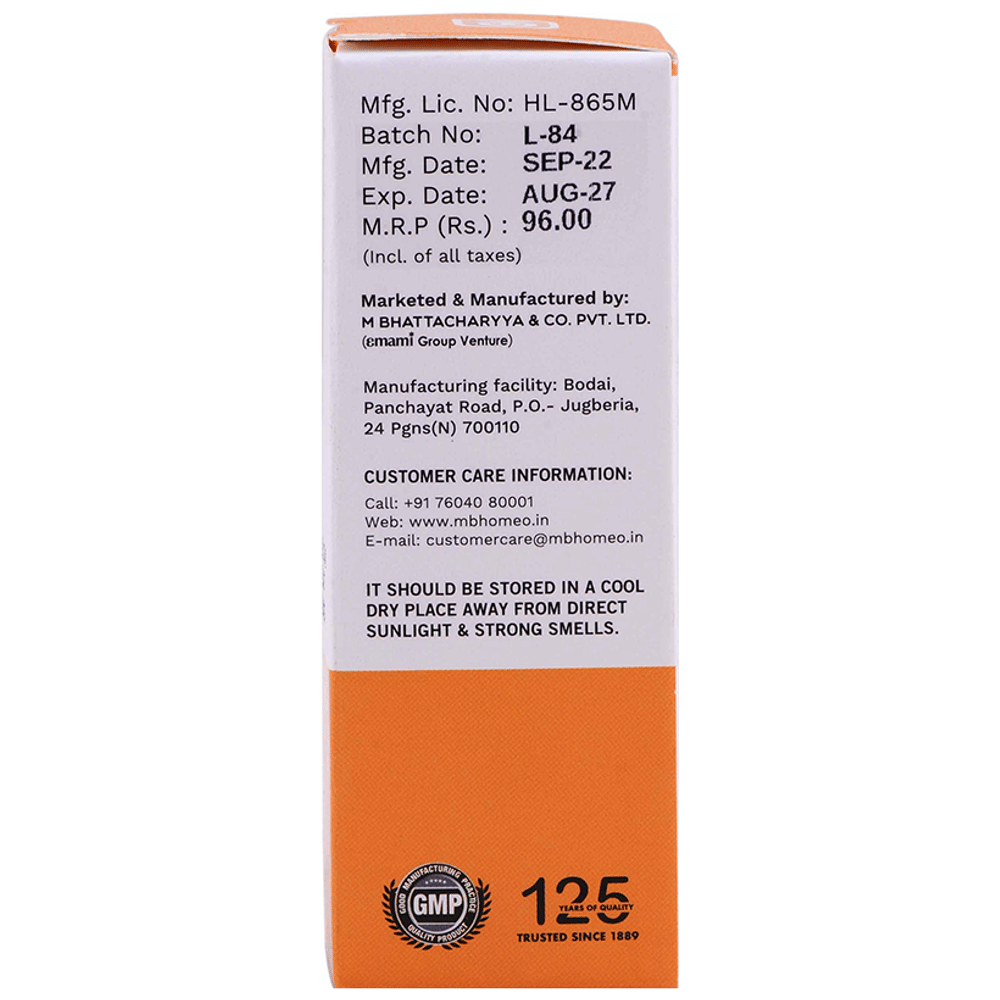 Mfg. Lic. No: HL-865M
Batch No: L-84
Mfg. Date: SEP-22
Exp. Date: AUG-27
M.R.P (Rs.) : 96.00
(Incl. of all taxes)
Marketed & Manufactured by:
M BHATTACHARYYA & CO. PVT. LTD.
(emami Group Venture)
Manufacturing facility: Bodai,
Panchayat Road, P.O.- Jugberia,
24 Pgns(N) 700110
CUSTOMER CARE INFORMATION:
Call: +91 76040 80001
Web: www.mbhomeo.in
E-mail: customercare@mbhomeo.in
IT SHOULD BE STORED IN A COOL
DRY PLACE AWAY FROM DIRECT
SUNLIGHT & STRONG SMELLS.
GOOD MANUFACTURING PRACTICE
GMP
QUALITY PRODUCT
125
YEARS OF QUALITY
TRUSTED SINCE 1889